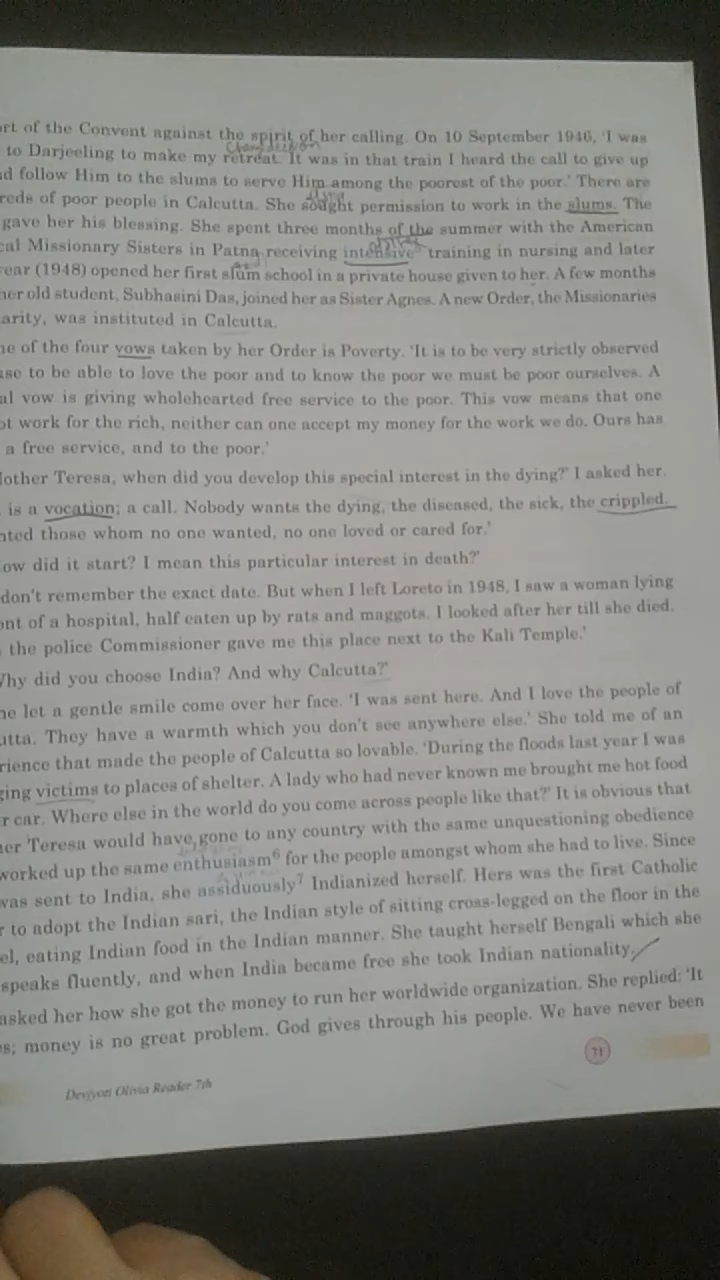 rt of the Convent against the spirit of her calling. On 10 September 1946, 'I was
to Darjeeling to make my retreat. It was in that train I heard the call to give up
d follow Him to the slums to serve Him among the poorest of the poor.' There are
reds of poor people in Calcutta. She sought permission to work in the slums. The
gave her his blessing. She spent three months of the summer with the American
cal Missionary Sisters in Patna receiving intensive training in nursing and later
ear (1948) opened her first slum school in a private house given to her. A few months
her old student, Subhasini Das, joined her as Sister Agnes. A new Order, the Missionaries
arity, was instituted in Calcutta.
ne of the four vows taken by her Order is Poverty. 'It is to be very strictly observed
use to be able to love the poor and to know the poor we must be poor ourselves. A
al vow is giving wholehearted free service to the poor. This vow means that one
ot work for the rich, neither can one accept my money for the work we do. Ours has
a free service, and to the poor.'
Mother Teresa, when did you develop this special interest in the dying?' I asked her.
is a vocation; a call. Nobody wants the dying, the diseased, the sick, the crippled.
nted those whom no one wanted, no one loved or cared for.'
ow did it start? I mean this particular interest in death?'
don't remember the exact date. But when I left Loreto in 1948, I saw a woman lying
ont of a hospital, half eaten up by rats and maggots. I looked after her till she died.
the police Commissioner gave me this place next to the Kali Temple.'
Why did you choose India? And why Calcutta?'
he let a gentle smile come over her face. 'I was sent here. And I love the people of
utta. They have a warmth which you don't see anywhere else.' She told me of an
rience that made the people of Calcutta so lovable. 'During the floods last year I was
ging victims to places of shelter. A lady who had never known me brought me hot food
r car. Where else in the world do you come across people like that?' It is obvious that
her Teresa would have gone to any country with the same unquestioning obedience
worked up the same enthusiasm⁶ for the people amongst whom she had to live. Since
was sent to India, she assiduously⁷ Indianized herself. Hers was the first Catholic
r to adopt the Indian sari, the Indian style of sitting cross-legged on the floor in the
el, eating Indian food in the Indian manner. She taught herself Bengali which she
speaks fluently, and when India became free she took Indian nationality.
asked her how she got the money to run her worldwide organization. She replied: 'It
s; money is no great problem. God gives through his people. We have never been
71
Devjyoti Olivia Reader 7th